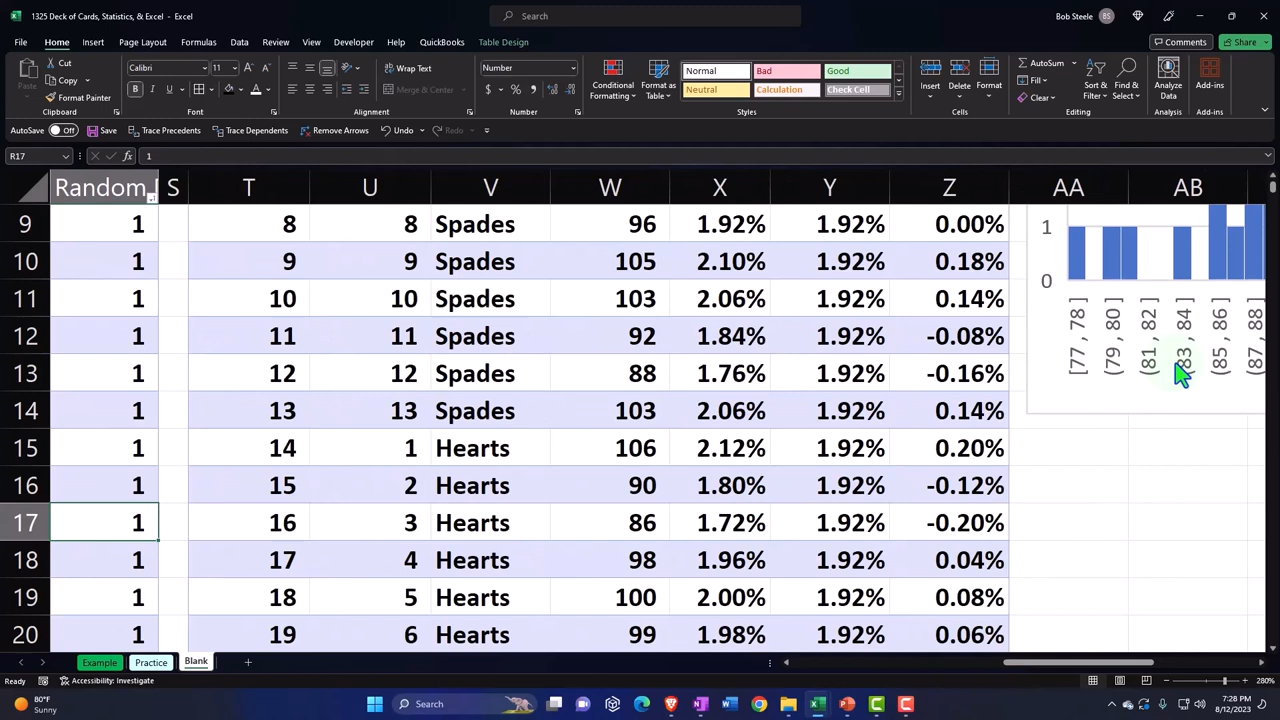 1325 Deck of Cards, Statistics, & Excel - Excel
Search
Bob Steele
BS
File Home Insert Page Layout Formulas Data Review View Developer Help QuickBooks Table Design
Comments Share
Cut
Copy
Format Painter
Paste
Clipboard
Calibri 11
B I U
Font
Wrap Text
Merge & Center
Alignment
Number
$ % ,
Number
Conditional Formatting
Format as Table
Normal Bad Good
Neutral Calculation Check Cell
Styles
Insert Delete Format
Cells
AutoSum
Fill
Clear
Sort & Filter
Find & Select
Editing
Analyze Data
Analysis
Add-ins
Add-ins
AutoSave Off Save Trace Precedents Trace Dependents Remove Arrows Undo Redo
R17 fx 1
Random S T U V W X Y Z AA AB
9 1 8 8 Spades 96 1.92% 1.92% 0.00%
10 1 9 9 Spades 105 2.10% 1.92% 0.18%
11 1 10 10 Spades 103 2.06% 1.92% 0.14%
12 1 11 11 Spades 92 1.84% 1.92% -0.08%
13 1 12 12 Spades 88 1.76% 1.92% -0.16%
14 1 13 13 Spades 103 2.06% 1.92% 0.14%
15 1 14 1 Hearts 106 2.12% 1.92% 0.20%
16 1 15 2 Hearts 90 1.80% 1.92% -0.12%
17 1 16 3 Hearts 86 1.72% 1.92% -0.20%
18 1 17 4 Hearts 98 1.96% 1.92% 0.04%
19 1 18 5 Hearts 100 2.00% 1.92% 0.08%
20 1 19 6 Hearts 99 1.98% 1.92% 0.06%
1
0
[77 , 78 ]
(79 , 80 ]
(81 , 82 ]
(83 , 84 ]
(85 , 86 ]
(87 , 88 ]
Example Practice Blank
Ready Accessibility: Investigate 280%
80°F
Sunny
Search
7:28 PM
8/12/2023